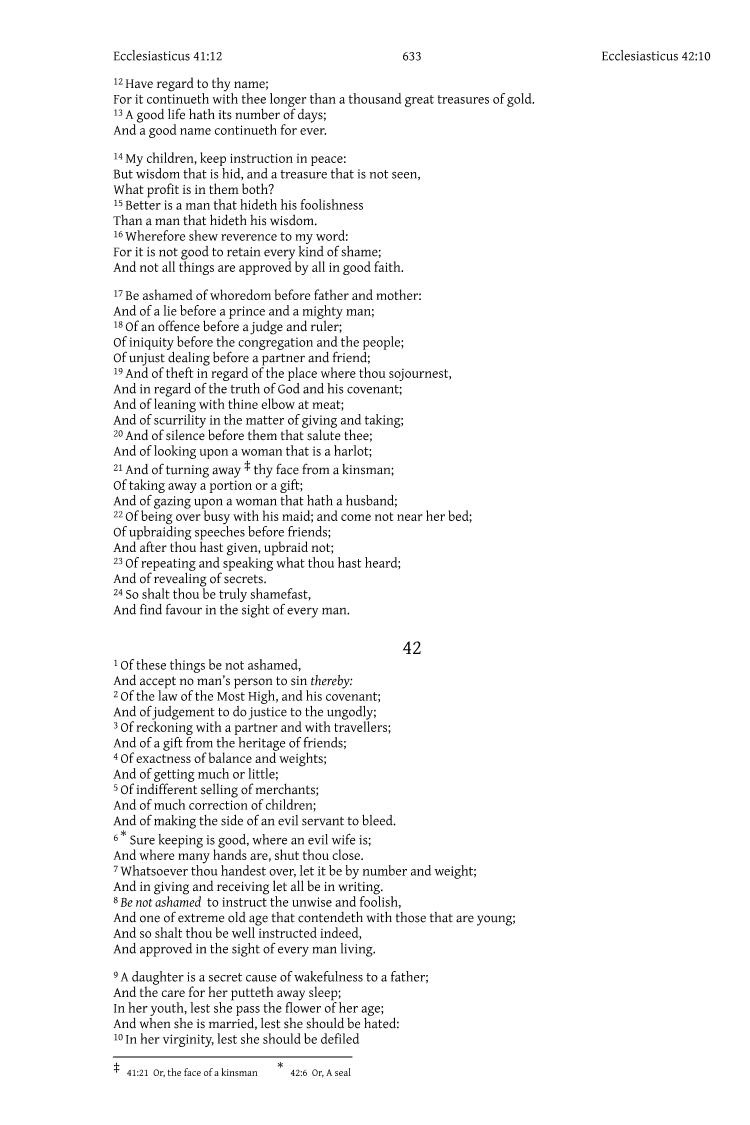 Ecclesiasticus 41:12 633 Ecclesiasticus 42:10
12 Have regard to thy name;
For it continueth with thee longer than a thousand great treasures of gold.
13 A good life hath its number of days;
And a good name continueth for ever.
14 My children, keep instruction in peace:
But wisdom that is hid, and a treasure that is not seen,
What profit is in them both?
15 Better is a man that hideth his foolishness
Than a man that hideth his wisdom.
16 Wherefore shew reverence to my word:
For it is not good to retain every kind of shame;
And not all things are approved by all in good faith.
17 Be ashamed of whoredom before father and mother:
And of a lie before a prince and a mighty man;
18 Of an offence before a judge and ruler;
Of iniquity before the congregation and the people;
Of unjust dealing before a partner and friend;
19 And of theft in regard of the place where thou sojournest,
And in regard of the truth of God and his covenant;
And of leaning with thine elbow at meat;
And of scurrility in the matter of giving and taking;
20 And of silence before them that salute thee;
And of looking upon a woman that is a harlot;
21 And of turning away ‡ thy face from a kinsman;
Of taking away a portion or a gift;
And of gazing upon a woman that hath a husband;
22 Of being over busy with his maid; and come not near her bed;
Of upbraiding speeches before friends;
And after thou hast given, upbraid not;
23 Of repeating and speaking what thou hast heard;
And of revealing of secrets.
24 So shalt thou be truly shamefast,
And find favour in the sight of every man.
42
1 Of these things be not ashamed,
And accept no man's person to sin thereby:
2 Of the law of the Most High, and his covenant;
And of judgement to do justice to the ungodly;
3 Of reckoning with a partner and with travellers;
And of a gift from the heritage of friends;
4 Of exactness of balance and weights;
And of getting much or little;
5 Of indifferent selling of merchants;
And of much correction of children;
And of making the side of an evil servant to bleed.
6 * Sure keeping is good, where an evil wife is;
And where many hands are, shut thou close.
7 Whatsoever thou handest over, let it be by number and weight;
And in giving and receiving let all be in writing.
8 Be not ashamed to instruct the unwise and foolish,
And one of extreme old age that contendeth with those that are young;
And so shalt thou be well instructed indeed,
And approved in the sight of every man living.
9 A daughter is a secret cause of wakefulness to a father;
And the care for her putteth away sleep;
In her youth, lest she pass the flower of her age;
And when she is married, lest she should be hated:
10 In her virginity, lest she should be defiled
‡ 41:21 Or, the face of a kinsman * 42:6 Or, A seal